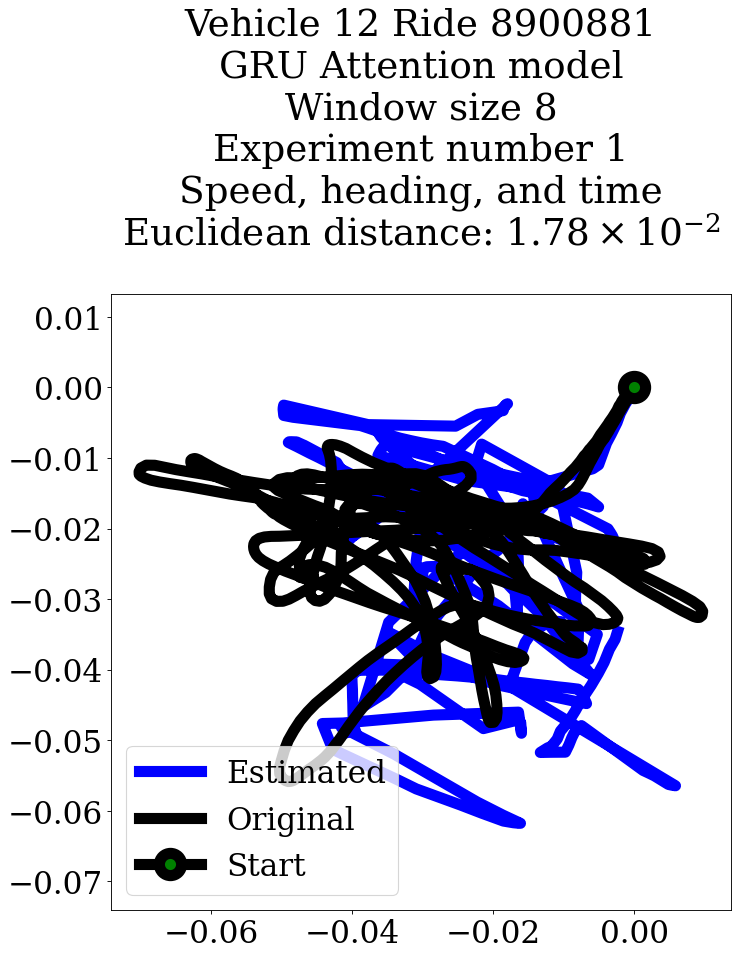 Vehicle 12 Ride 8900881
GRU Attention model
Window size 8
Experiment number 1
Speed, heading, and time
Euclidean distance: 1.78 × 10⁻²
0.01
0.00
−0.01
−0.02
−0.03
−0.04
−0.05
−0.06
−0.07
Estimated
Original
Start
−0.06 −0.04 −0.02 0.00